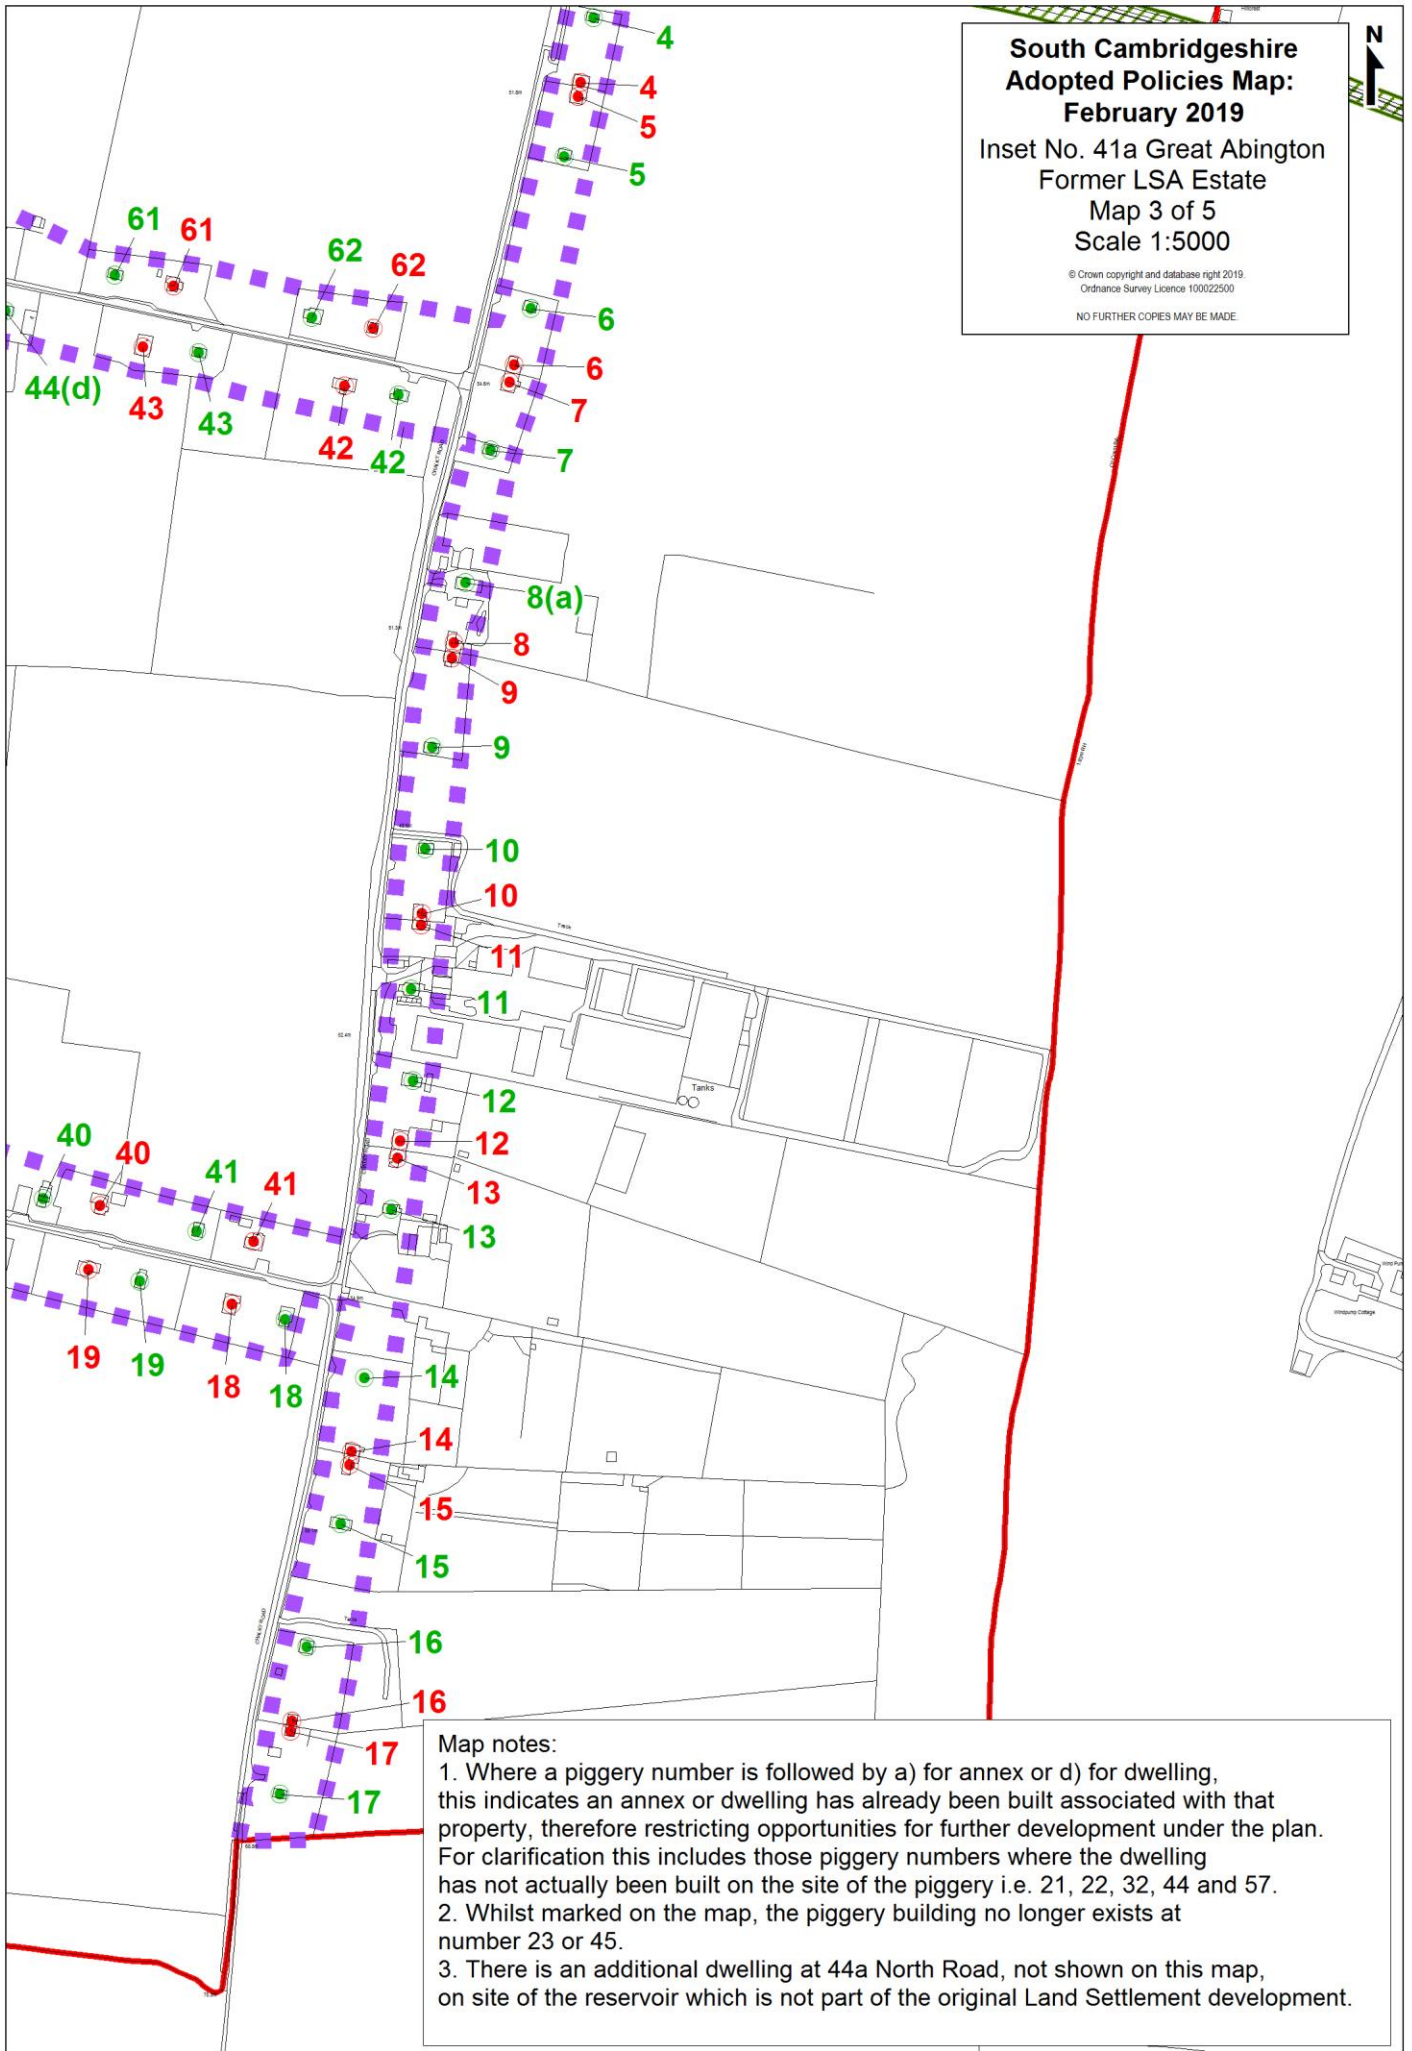 South Cambridgeshire
Adopted Policies Map:
February 2019
Inset No. 41a Great Abington
Former LSA Estate
Map 3 of 5
Scale 1:5000
© Crown copyright and database right 2019.
Ordnance Survey Licence 100022500
NO FURTHER COPIES MAY BE MADE.
N
4
4
5
5
61
61
62
62
6
6
7
7
44(d)
43
43
42
42
CHALKY ROAD
8(a)
8
9
9
10
10
11
Track
11
Tanks
12
12
13
13
40
40
41
41
19
19
18
18
14
14
15
15
Windpump Cottage
CHALKY ROAD
16
16
17
17
Map notes:
1. Where a piggery number is followed by a) for annex or d) for dwelling,
this indicates an annex or dwelling has already been built associated with that
property, therefore restricting opportunities for further development under the plan.
For clarification this includes those piggery numbers where the dwelling
has not actually been built on the site of the piggery i.e. 21, 22, 32, 44 and 57.
2. Whilst marked on the map, the piggery building no longer exists at
number 23 or 45.
3. There is an additional dwelling at 44a North Road, not shown on this map,
on site of the reservoir which is not part of the original Land Settlement development.